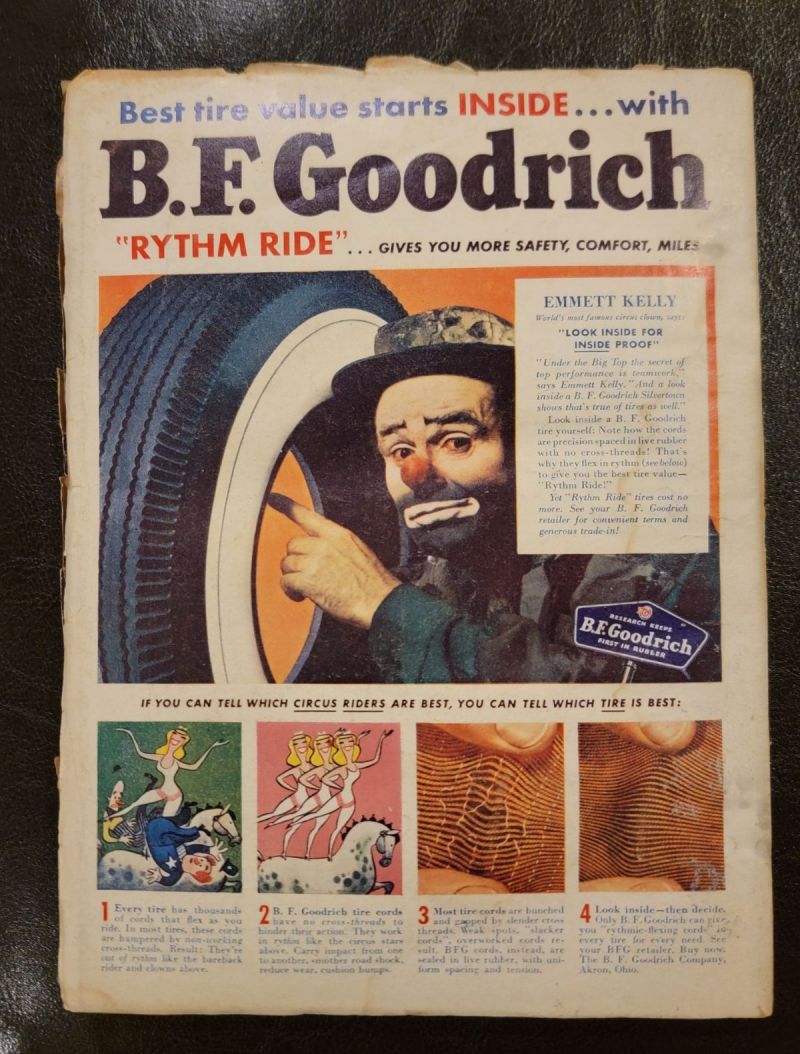 Best tire value starts INSIDE...with
B.F. Goodrich
"RYTHM RIDE"... GIVES YOU MORE SAFETY, COMFORT, MILES
EMMETT KELLY
World's most famous circus clown, says:
"LOOK INSIDE FOR
INSIDE PROOF"
"Under the Big Top the secret of
top performance is teamwork,"
says Emmett Kelly. "And a look
inside a B. F. Goodrich Silvertown
shows that's true of tires as well."
Look inside a B. F. Goodrich
tire yourself: Note how the cords
are precision spaced in live rubber
with no cross-threads! That's
why they flex in rythm (see below)
to give you the best tire value—
"Rythm Ride!"
Yet "Rythm Ride" tires cost no
more. See your B. F. Goodrich
retailer for convenient terms and
generous trade-in!
RESEARCH KEEPS
B.F. Goodrich
FIRST IN RUBBER
IF YOU CAN TELL WHICH CIRCUS RIDERS ARE BEST, YOU CAN TELL WHICH TIRE IS BEST:
1 Every tire has thousands
of cords that flex as you
ride. In most tires, these cords
are hampered by non-working
cross-threads. Result: They're
out of rythm like the bareback
rider and clowns above.
2 B. F. Goodrich tire cords
have no cross-threads to
hinder their action. They work
in rythm like the circus stars
above. Carry impact from one
to another, smother road shock,
reduce wear, cushion bumps.
3 Most tire cords are bunched
and gapped by slender cross
threads. Weak spots, "slacker
cords", overworked cords re-
sult. BFG cords, instead, are
sealed in live rubber, with uni-
form spacing and tension.
4 Look inside—then decide.
Only B. F. Goodrich can give
you "rythmic-flexing cords" in
every tire for every need. See
your BFG retailer. Buy now.
The B. F. Goodrich Company,
Akron, Ohio.